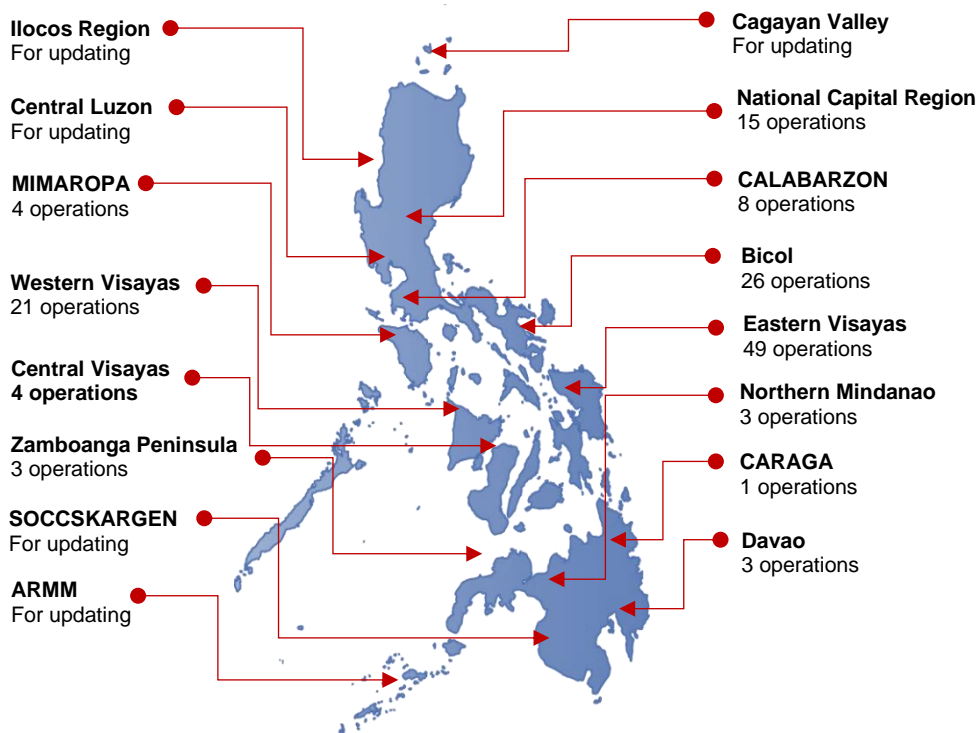 Ilocos Region
For updating
Central Luzon
For updating
MIMAROPA
4 operations
Western Visayas
21 operations
Central Visayas
4 operations
Zamboanga Peninsula
3 operations
SOCCSKARGEN
For updating
ARMM
For updating
Cagayan Valley
For updating
National Capital Region
15 operations
CALABARZON
8 operations
Bicol
26 operations
Eastern Visayas
49 operations
Northern Mindanao
3 operations
CARAGA
1 operations
Davao
3 operations